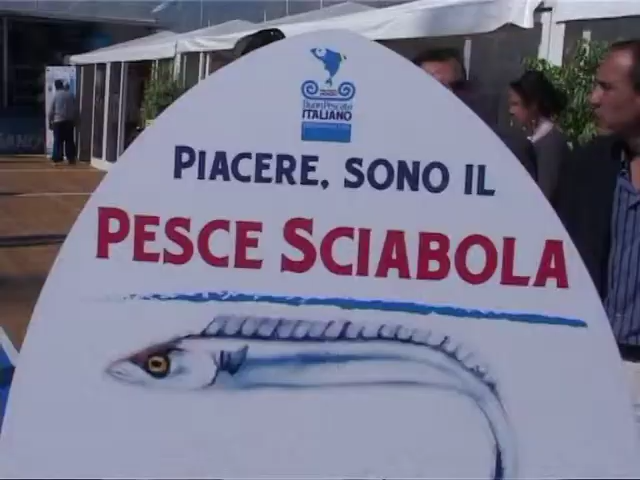 Buon Pescato
ITALIANO
PIACERE, SONO IL
PESCE SCIABOLA